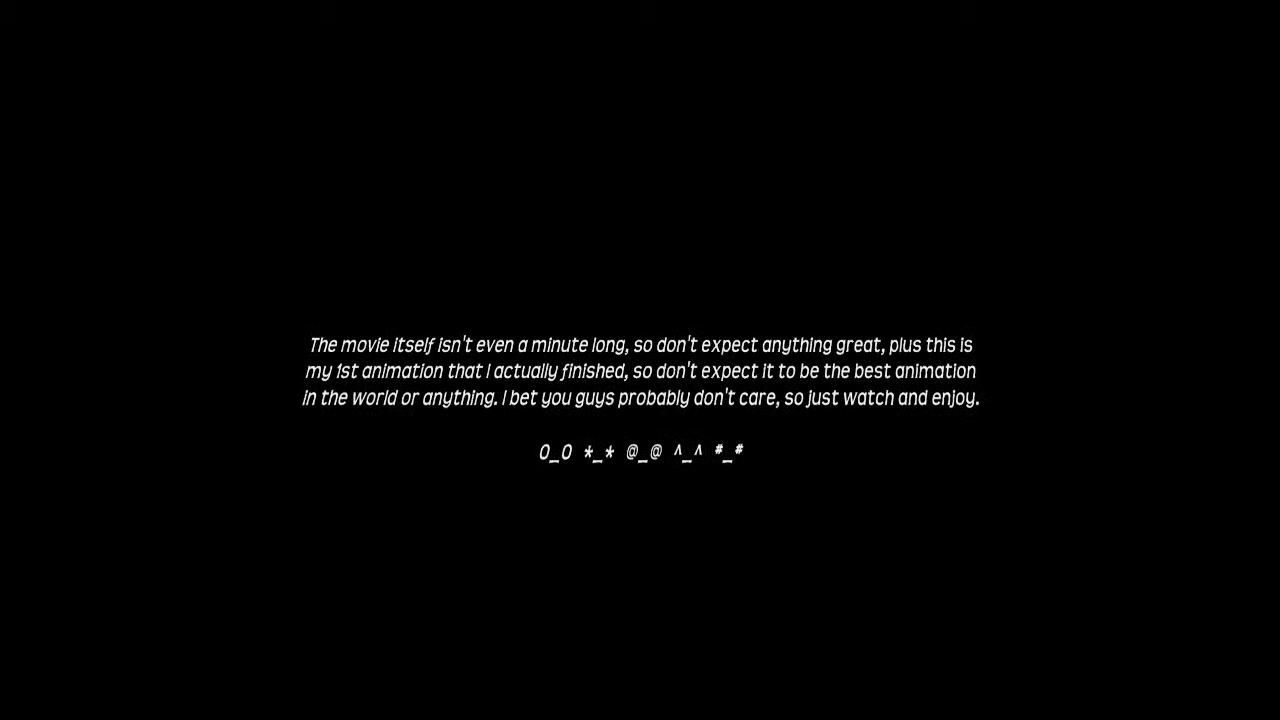 The movie itself isn't even a minute long, so don't expect anything great, plus this is
my 1st animation that I actually finished, so don't expect it to be the best animation
in the world or anything. I bet you guys probably don't care, so just watch and enjoy.
O_O *_* @_@ ^_^ #_#